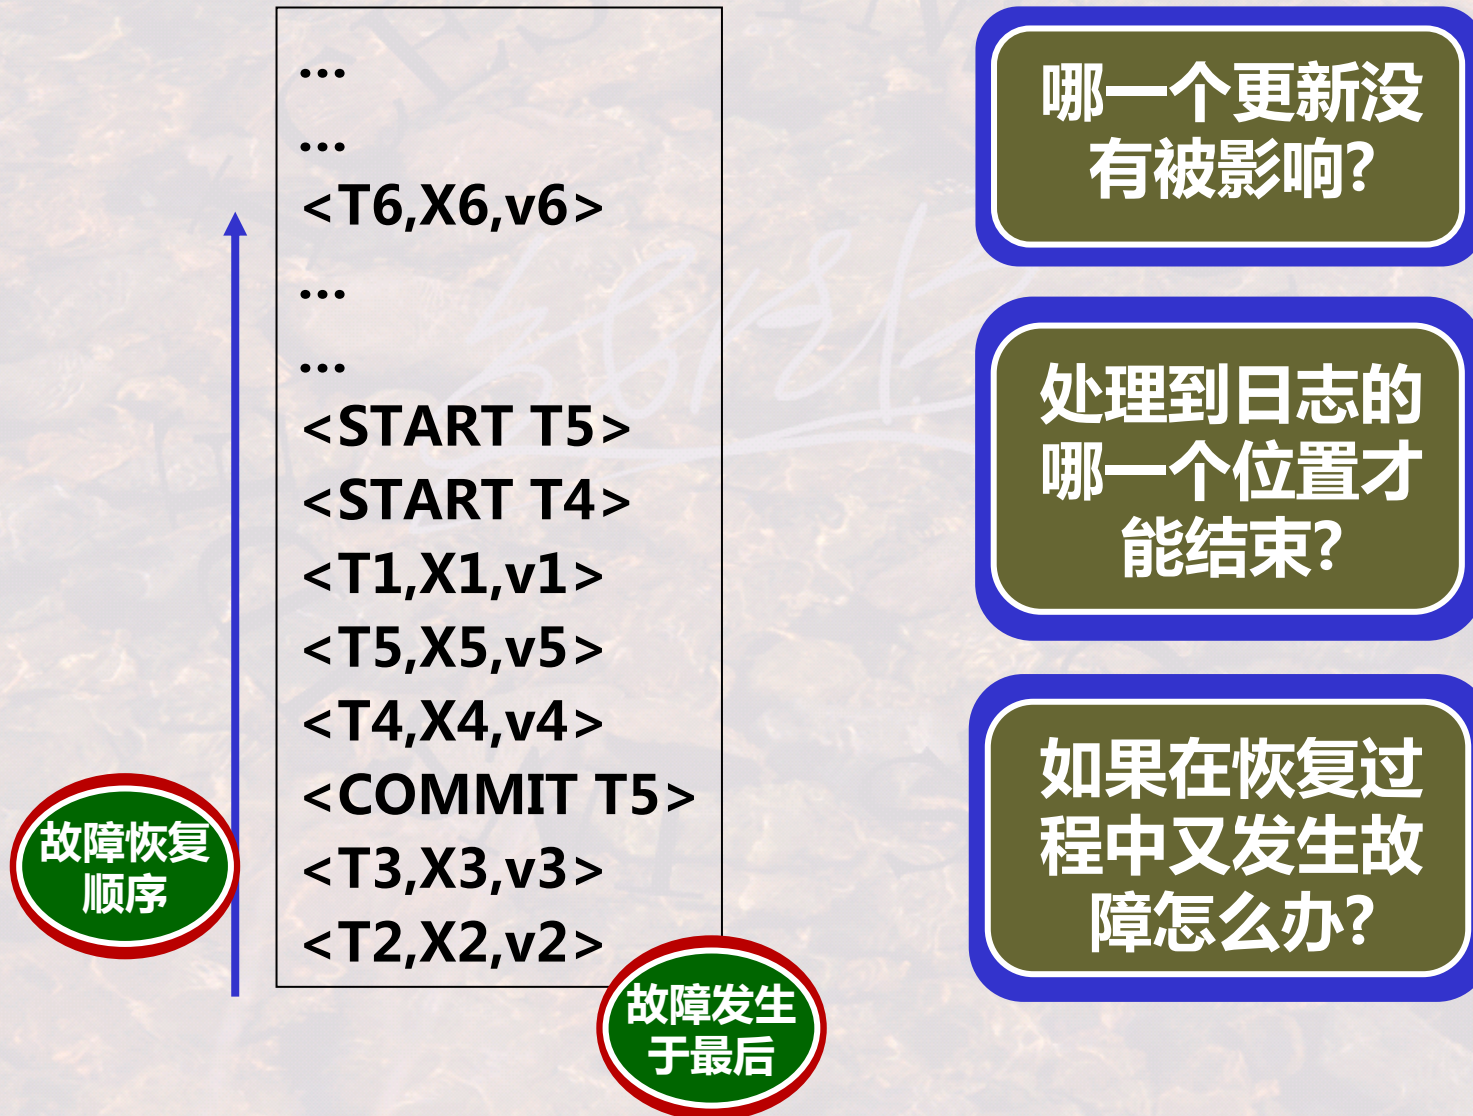 ...
...
<T6,X6,v6>
...
...
<START T5>
<START T4>
<T1,X1,v1>
<T5,X5,v5>
<T4,X4,v4>
<COMMIT T5>
<T3,X3,v3>
<T2,X2,v2>
故障恢复
顺序
故障发生
于最后
哪一个更新没
有被影响?
处理到日志的
哪一个位置才
能结束?
如果在恢复过
程中又发生故
障怎么办?